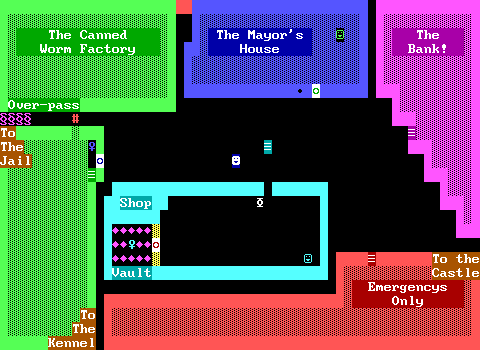 The Canned
Worm Factory
The Mayor's
House
The
Bank!
Over-pass
To
The
Jail
Shop
Vault
To the
Castle
Emergencys
Only
To
The
Kennel